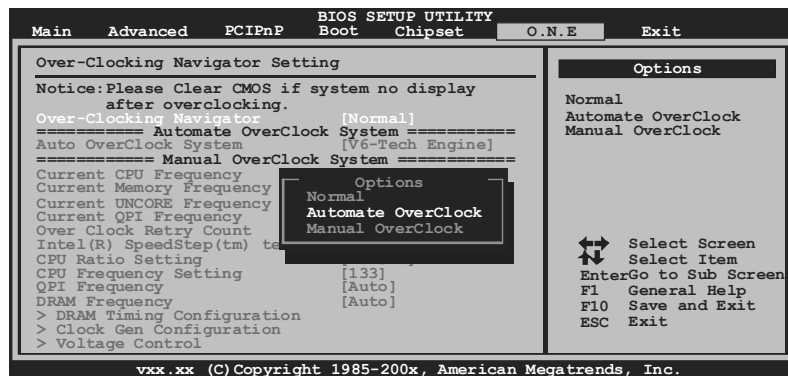 BIOS SETUP UTILITY
Main Advanced PCIPnP Boot Chipset O.N.E Exit
Over-Clocking Navigator Setting
Notice:Please Clear CMOS if system no display
after overclocking.
Over-Clocking Navigator [Normal]
=========== Automate OverClock System ===========
Auto OverClock System [V6-Tech Engine]
============ Manual OverClock System ============
Current CPU Frequency
Current Memory Frequency
Current UNCORE Frequency
Current QPI Frequency
Over Clock Retry Count
Intel(R) SpeedStep(tm) te
CPU Ratio Setting
CPU Frequency Setting [133]
QPI Frequency [Auto]
DRAM Frequency [Auto]
> DRAM Timing Configuration
> Clock Gen Configuration
> Voltage Control
Options
Normal
Automate OverClock
Manual OverClock
Options
Normal
Automate OverClock
Manual OverClock
Select Screen
Select Item
EnterGo to Sub Screen
F1 General Help
F10 Save and Exit
ESC Exit
vxx.xx (C)Copyright 1985-200x, American Megatrends, Inc.